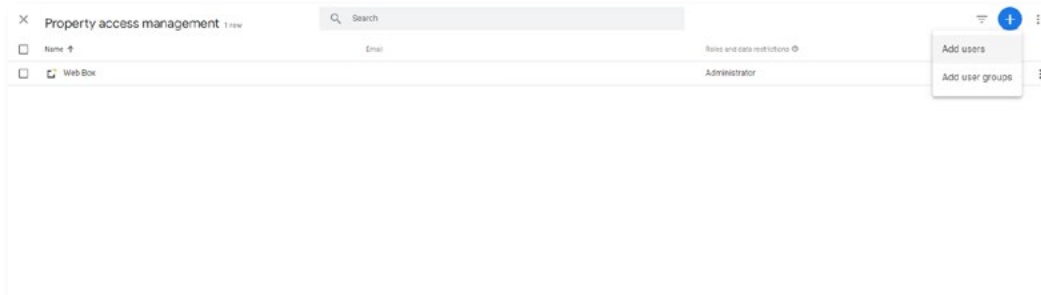 Property access management 1 row
Search
Name
Email
Roles and data restrictions
Add users
Web Box
Administrator
Add user groups